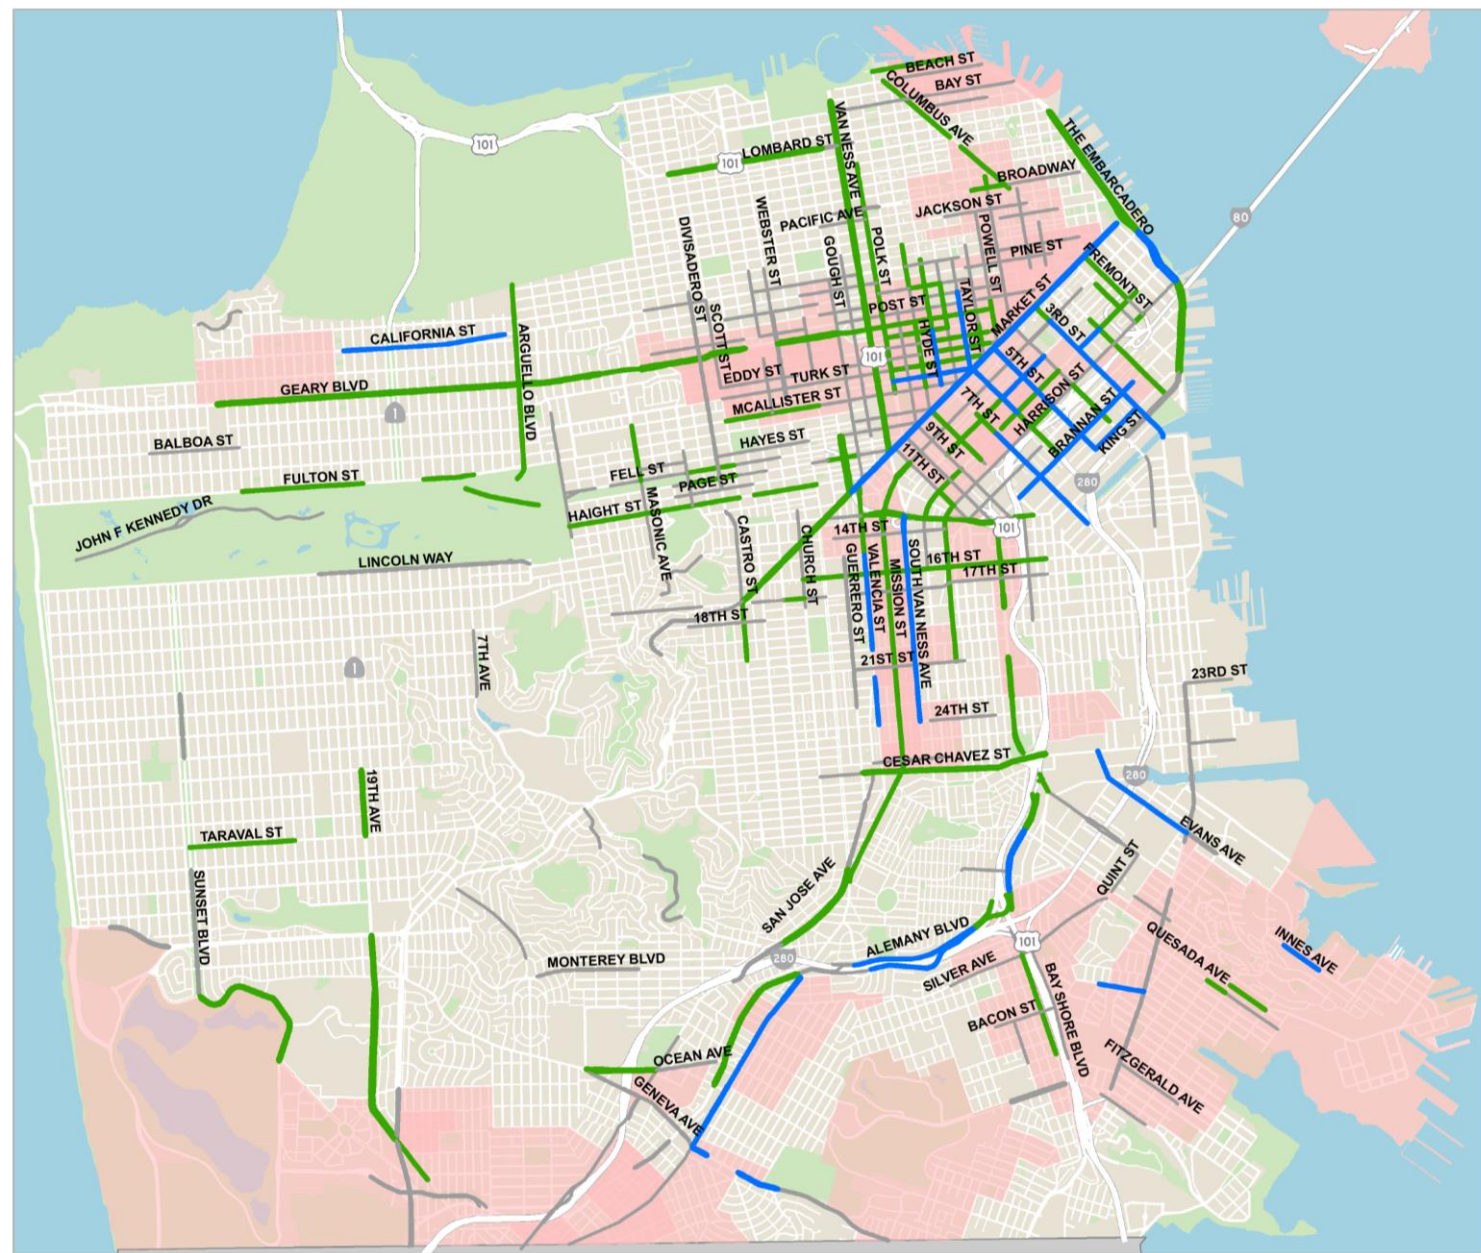 BEACH ST
BAY ST
COLUMBUS AVE
VAN NESS AVE
THE EMBARCADERO
101
LOMBARD ST
101
BROADWAY
JACKSON ST
PACIFIC AVE
WEBSTER ST
DIVISADERO ST
GOUGH ST
POLK ST
POWELL ST
PINE ST
80
FREMONT ST
TAYLOR ST
MARKET ST
POST ST
3RD ST
SCOTT ST
HYDE ST
CALIFORNIA ST
ARGUELLO BLVD
101
5TH ST
GEARY BLVD
EDDY ST
TURK ST
HARRISON ST
1
MCALLISTER ST
7TH ST
BRANNAN ST
KING ST
BALBOA ST
HAYES ST
9TH ST
11TH ST
FULTON ST
FELL ST
PAGE ST
280
MASONIC AVE
HAIGHT ST
JOHN F KENNEDY DR
CASTRO ST
CHURCH ST
14TH ST
101
LINCOLN WAY
GUERRERO ST
VALENCIA ST
MISSION ST
SOUTH VAN NESS AVE
16TH ST
17TH ST
18TH ST
7TH AVE
1
21ST ST
23RD ST
24TH ST
CESAR CHAVEZ ST
280
19TH AVE
TARAVAL ST
EVANS AVE
QUINT ST
SUNSET BLVD
SAN JOSE AVE
ALEMANY BLVD
QUESADA AVE
INNES AVE
101
280
MONTEREY BLVD
SILVER AVE
BAY SHORE BLVD
BACON ST
OCEAN AVE
GENEVA AVE
FITZGERALD AVE